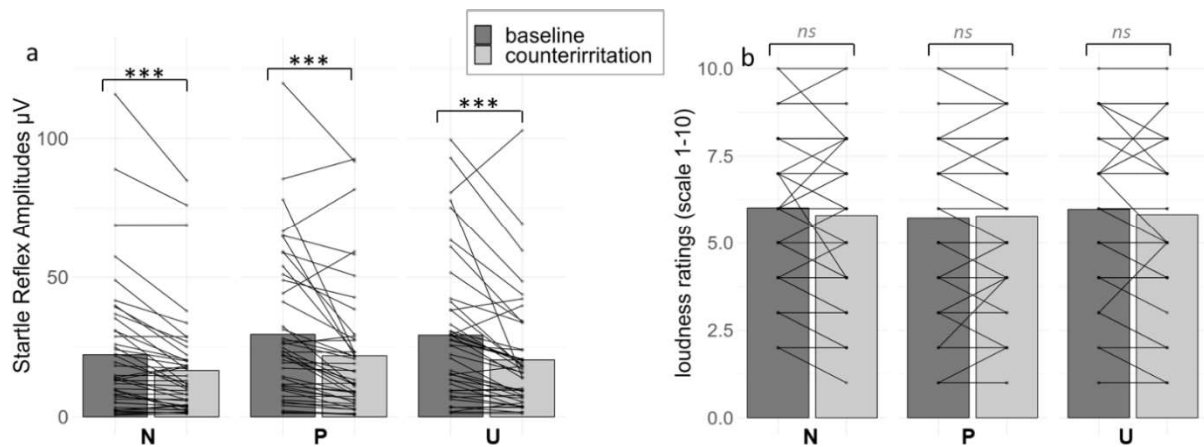 baseline
counterirritation
a
***
***
***
Startle Reflex Amplitudes µV
100
50
0
N
P
U
b
ns
ns
ns
loudness ratings (scale 1-10)
10.0
7.5
5.0
2.5
0.0
N
P
U